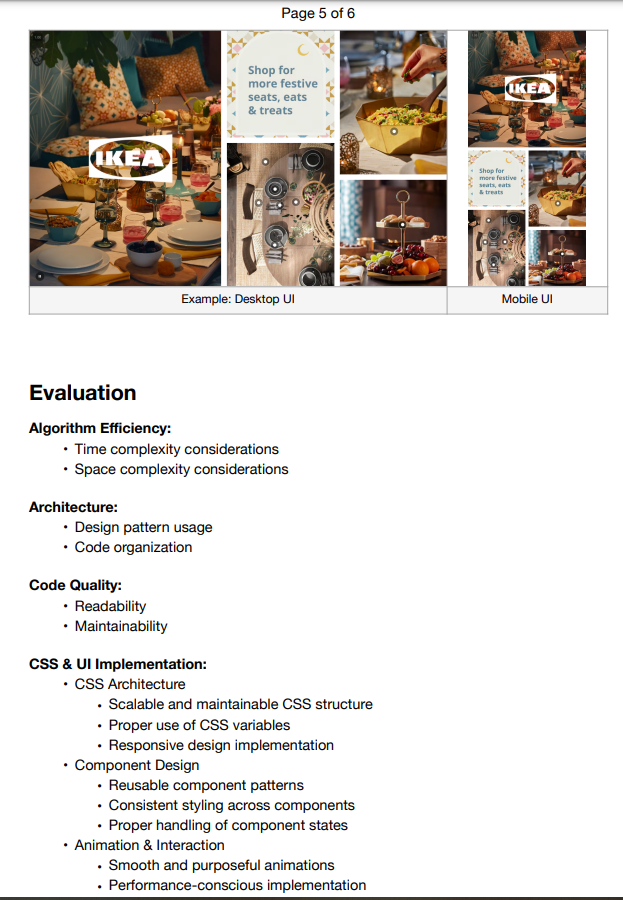 Page 5 of 6
IKEA
Shop for
more festive
seats, eats
& treats
IKEA
Shop for
more festive
seats, eats
& treats
Example: Desktop UI
Mobile UI
Evaluation
Algorithm Efficiency:
• Time complexity considerations
• Space complexity considerations
Architecture:
• Design pattern usage
• Code organization
Code Quality:
• Readability
• Maintainability
CSS & UI Implementation:
• CSS Architecture
• Scalable and maintainable CSS structure
• Proper use of CSS variables
• Responsive design implementation
• Component Design
• Reusable component patterns
• Consistent styling across components
• Proper handling of component states
• Animation & Interaction
• Smooth and purposeful animations
• Performance-conscious implementation